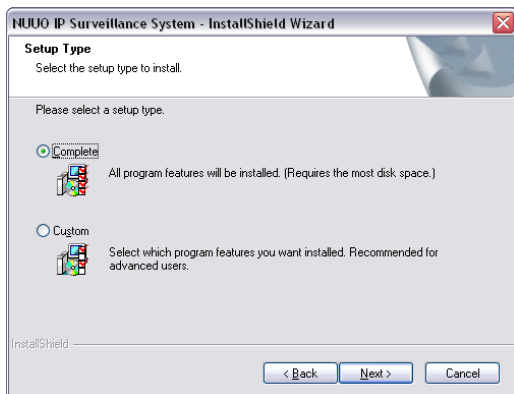 NUUO IP Surveillance System - InstallShield Wizard
Setup Type
Select the setup type to install.
Please select a setup type.
Complete
All program features will be installed. (Requires the most disk space.)
Custom
Select which program features you want installed. Recommended for
advanced users.
InstallShield
< Back
Next >
Cancel